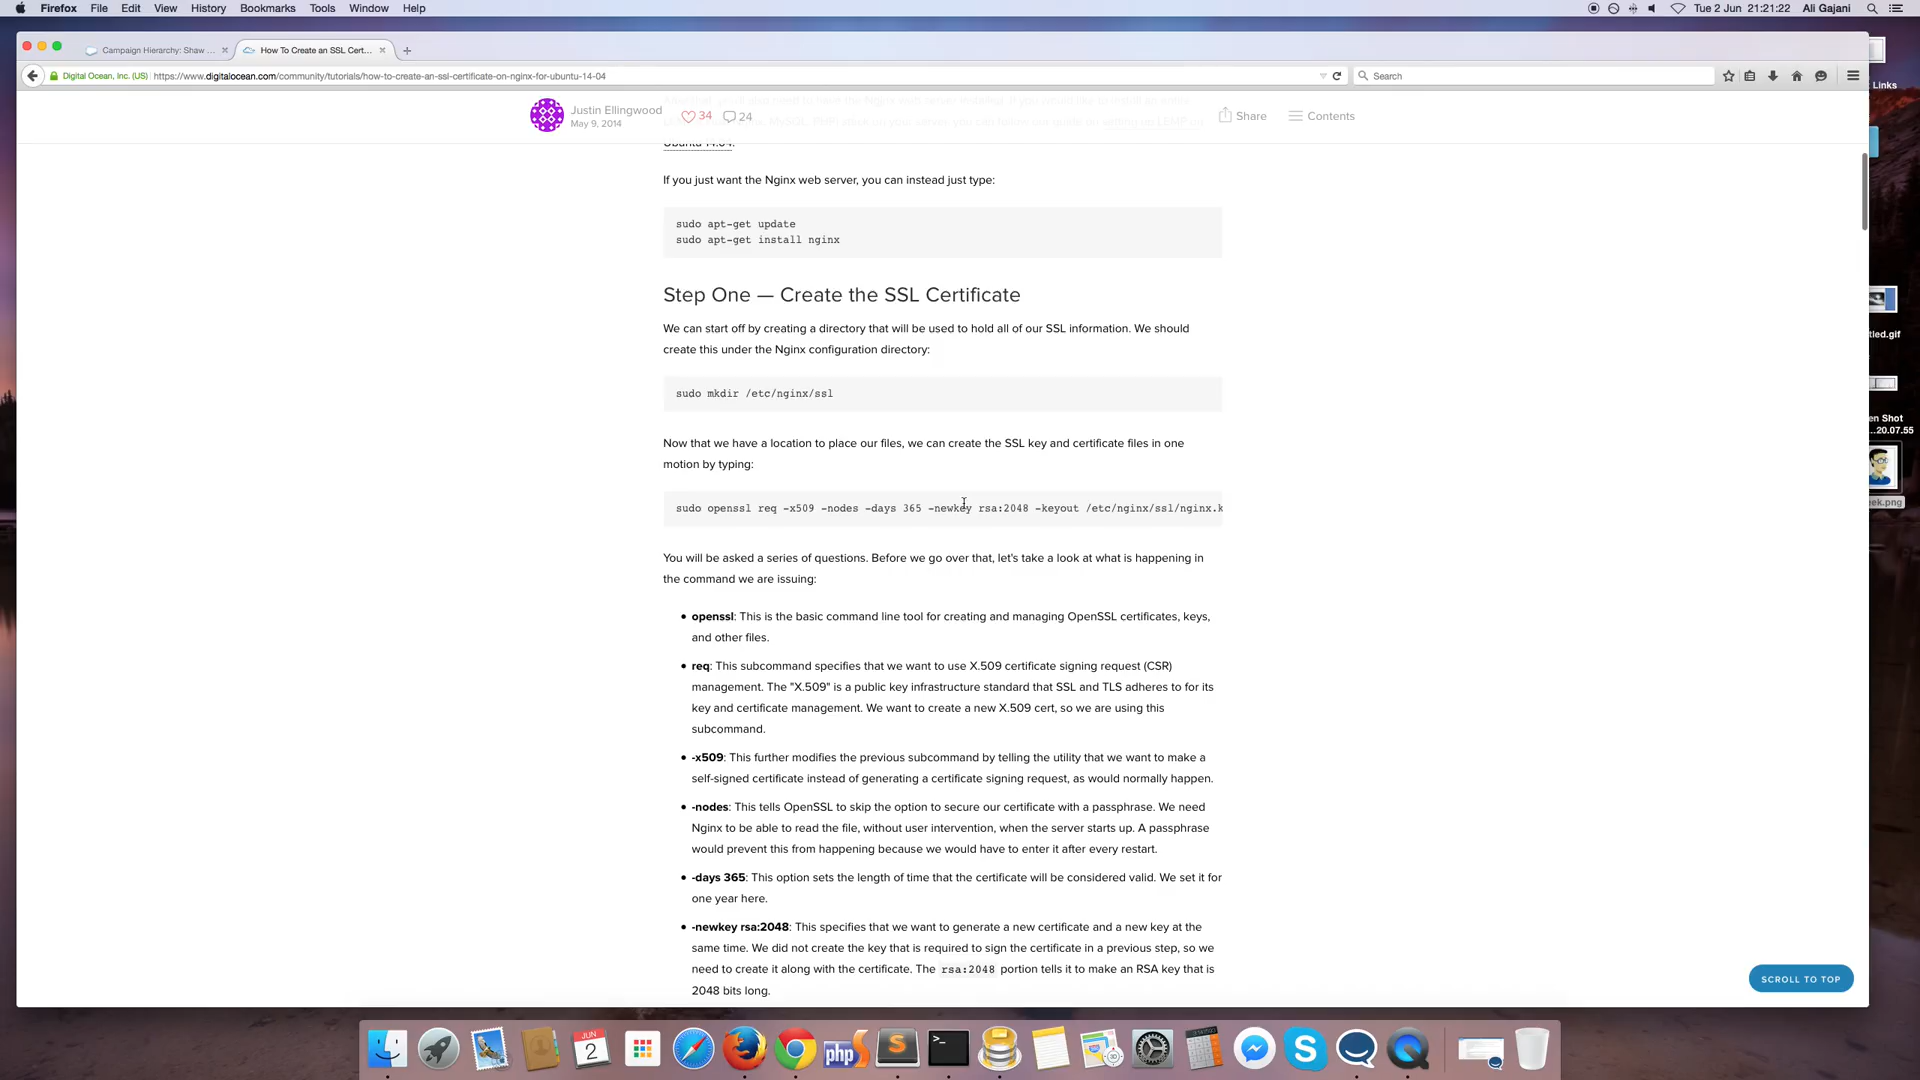 Firefox File Edit View History Bookmarks Tools Window Help
Tue 2 Jun 21:21:22 Ali Gajani
Campaign Hierarchy: Shaw ...
How To Create an SSL Cert...
Digital Ocean, Inc. (US) https://www.digitalocean.com/community/tutorials/how-to-create-an-ssl-certificate-on-nginx-for-ubuntu-14-04
Search
Links
Justin Ellingwood
May 9, 2014
34
24
Share
Contents
Ubuntu 14.04.
If you just want the Nginx web server, you can instead just type:
sudo apt-get update
sudo apt-get install nginx
Step One — Create the SSL Certificate
We can start off by creating a directory that will be used to hold all of our SSL information. We should
create this under the Nginx configuration directory:
sudo mkdir /etc/nginx/ssl
Now that we have a location to place our files, we can create the SSL key and certificate files in one
motion by typing:
sudo openssl req -x509 -nodes -days 365 -newkey rsa:2048 -keyout /etc/nginx/ssl/nginx.k
You will be asked a series of questions. Before we go over that, let's take a look at what is happening in
the command we are issuing:
• openssl: This is the basic command line tool for creating and managing OpenSSL certificates, keys,
and other files.
• req: This subcommand specifies that we want to use X.509 certificate signing request (CSR)
management. The "X.509" is a public key infrastructure standard that SSL and TLS adheres to for its
key and certificate management. We want to create a new X.509 cert, so we are using this
subcommand.
• -x509: This further modifies the previous subcommand by telling the utility that we want to make a
self-signed certificate instead of generating a certificate signing request, as would normally happen.
• -nodes: This tells OpenSSL to skip the option to secure our certificate with a passphrase. We need
Nginx to be able to read the file, without user intervention, when the server starts up. A passphrase
would prevent this from happening because we would have to enter it after every restart.
• -days 365: This option sets the length of time that the certificate will be considered valid. We set it for
one year here.
• -newkey rsa:2048: This specifies that we want to generate a new certificate and a new key at the
same time. We did not create the key that is required to sign the certificate in a previous step, so we
need to create it along with the certificate. The rsa:2048 portion tells it to make an RSA key that is
2048 bits long.
SCROLL TO TOP
tled.gif
en Shot
...20.07.55
eek.png
JUN
2
php
S
>_
S